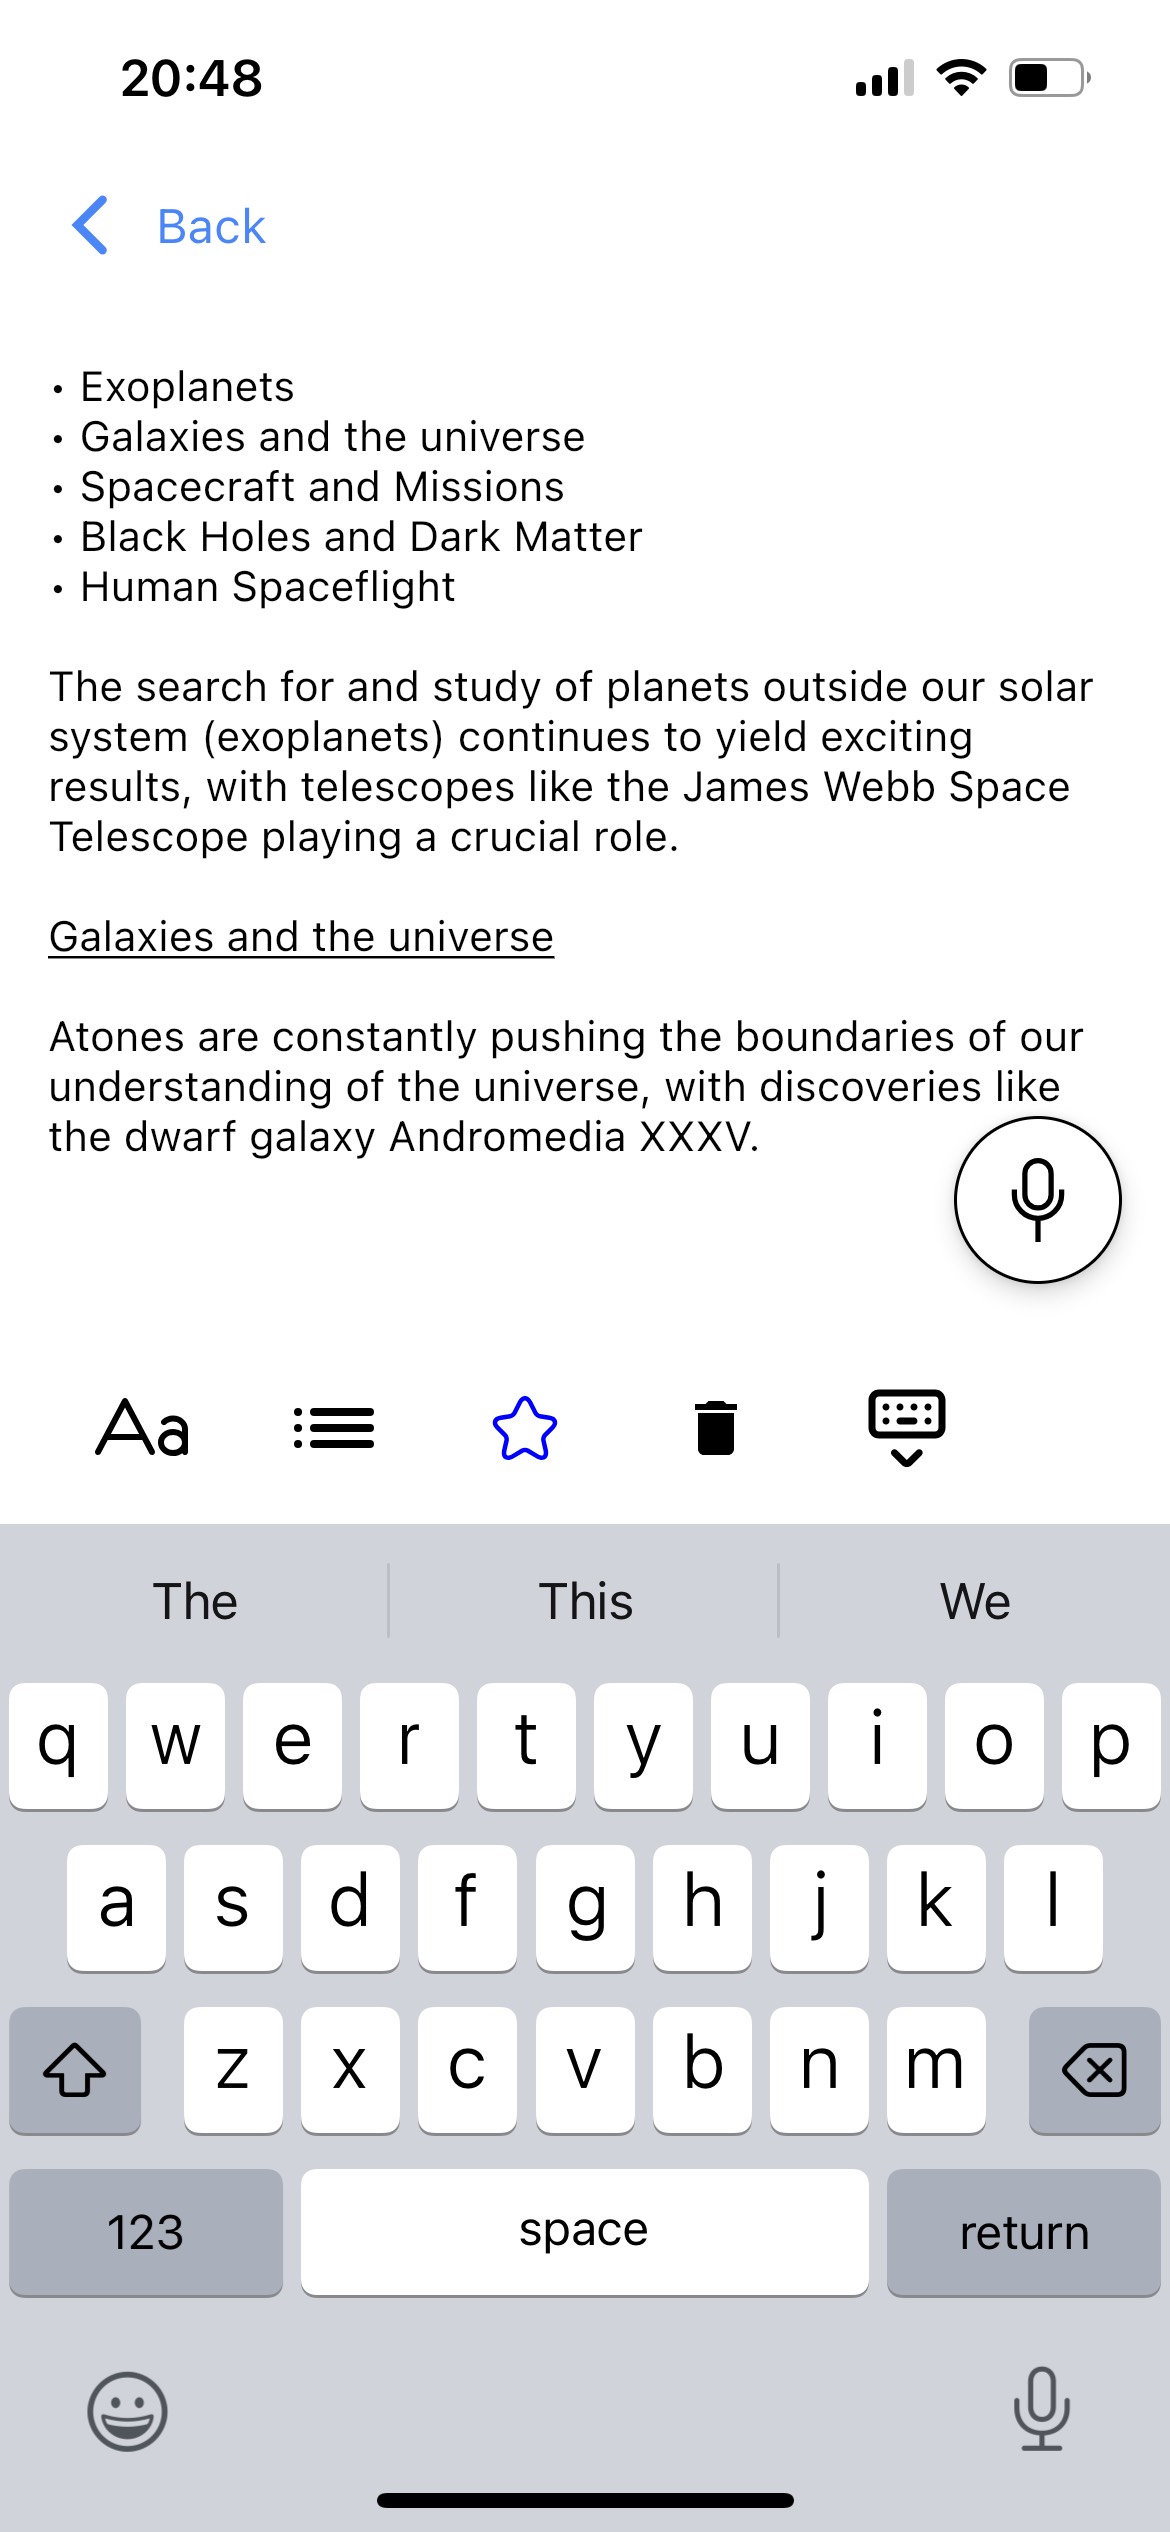 20:48
Back
• Exoplanets
• Galaxies and the universe
• Spacecraft and Missions
• Black Holes and Dark Matter
• Human Spaceflight
The search for and study of planets outside our solar
system (exoplanets) continues to yield exciting
results, with telescopes like the James Webb Space
Telescope playing a crucial role.
Galaxies and the universe
Atones are constantly pushing the boundaries of our
understanding of the universe, with discoveries like
the dwarf galaxy Andromedia XXXV.
Aa
The This We
q w e r t y u i o p
a s d f g h j k l
z x c v b n m
123 space return